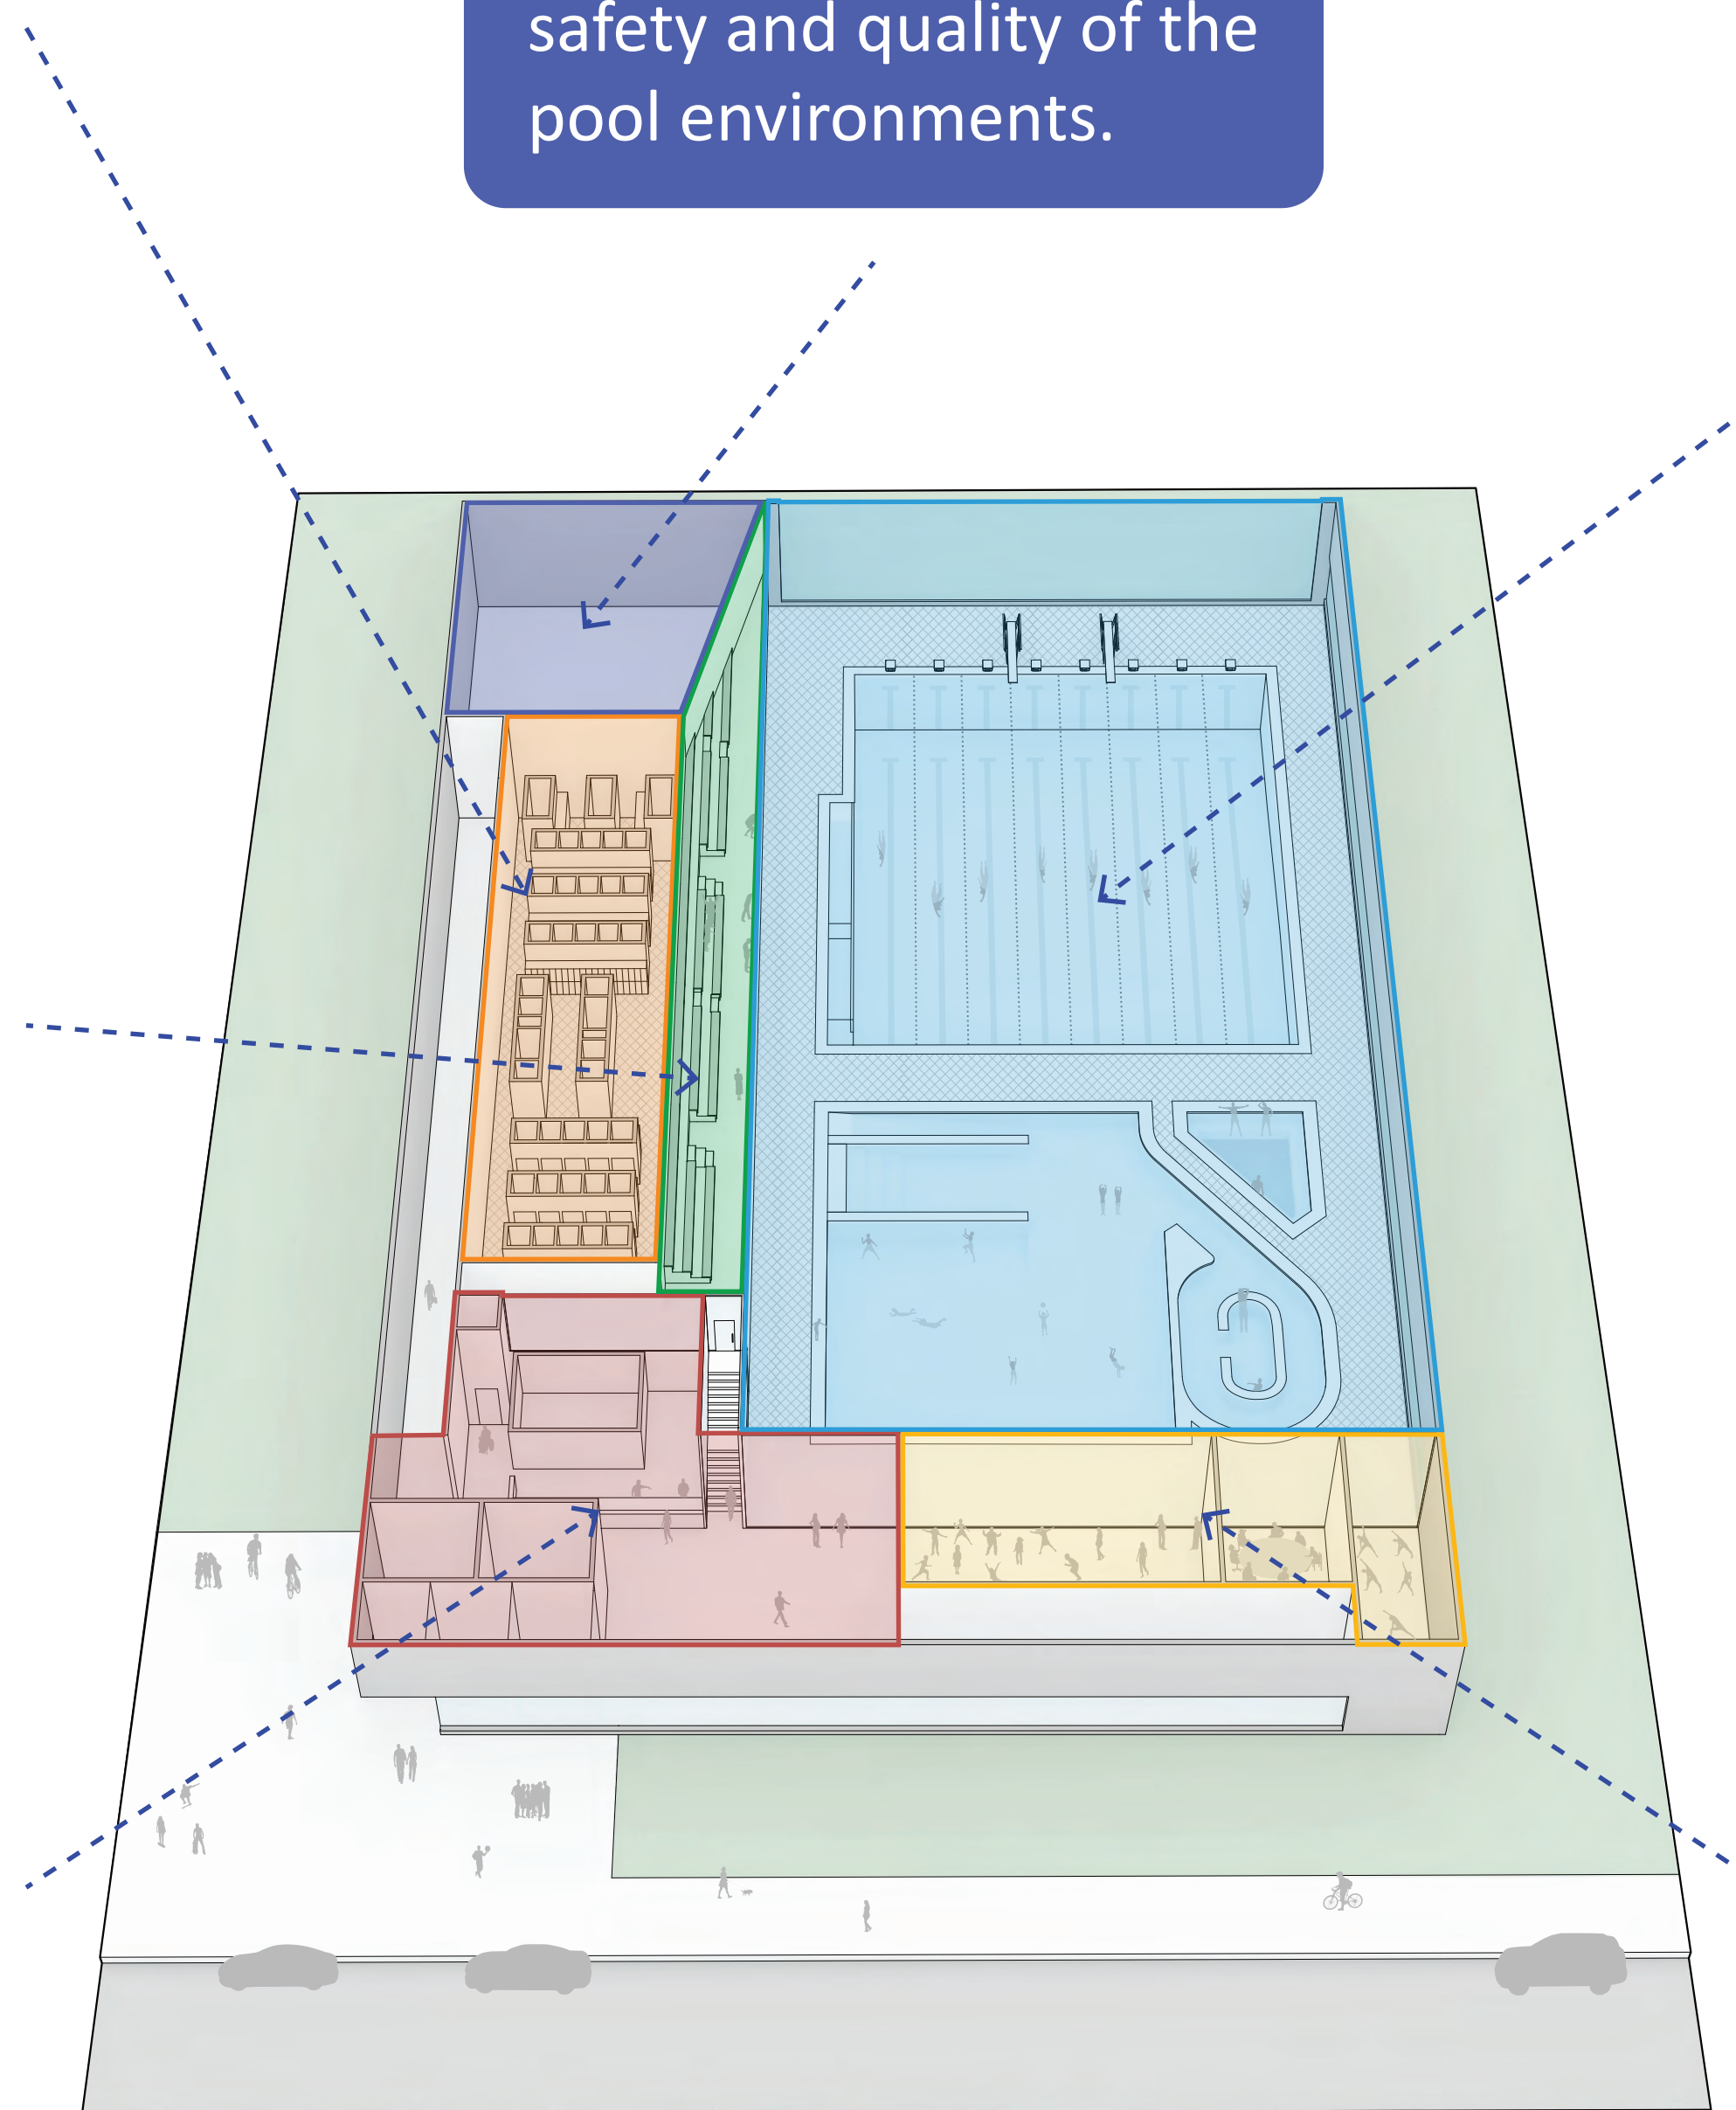 safety and quality of the
pool environments.